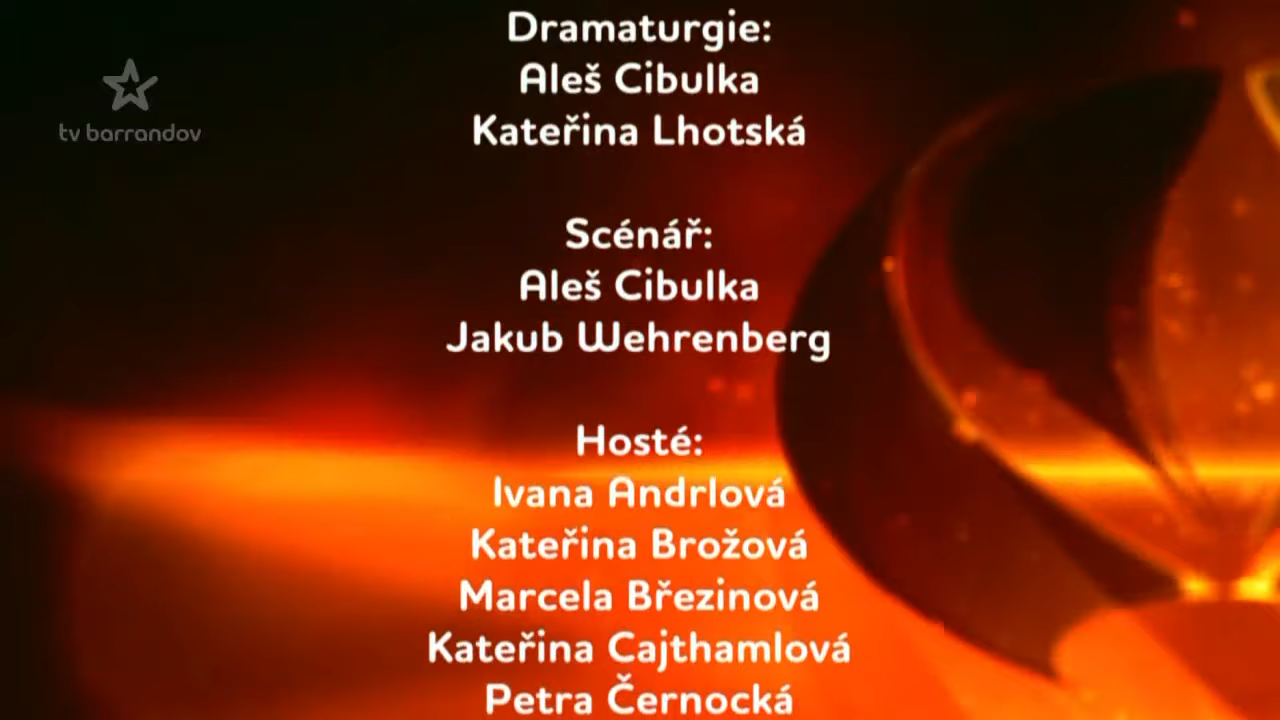 Dramaturgie:
Aleš Cibulka
Kateřina Lhotská
tv barrandov
Scénář:
Aleš Cibulka
Jakub Wehrenberg
Hosté:
Ivana Andrlová
Kateřina Brožová
Marcela Březinová
Kateřina Cajthamlová
Petra Černocká